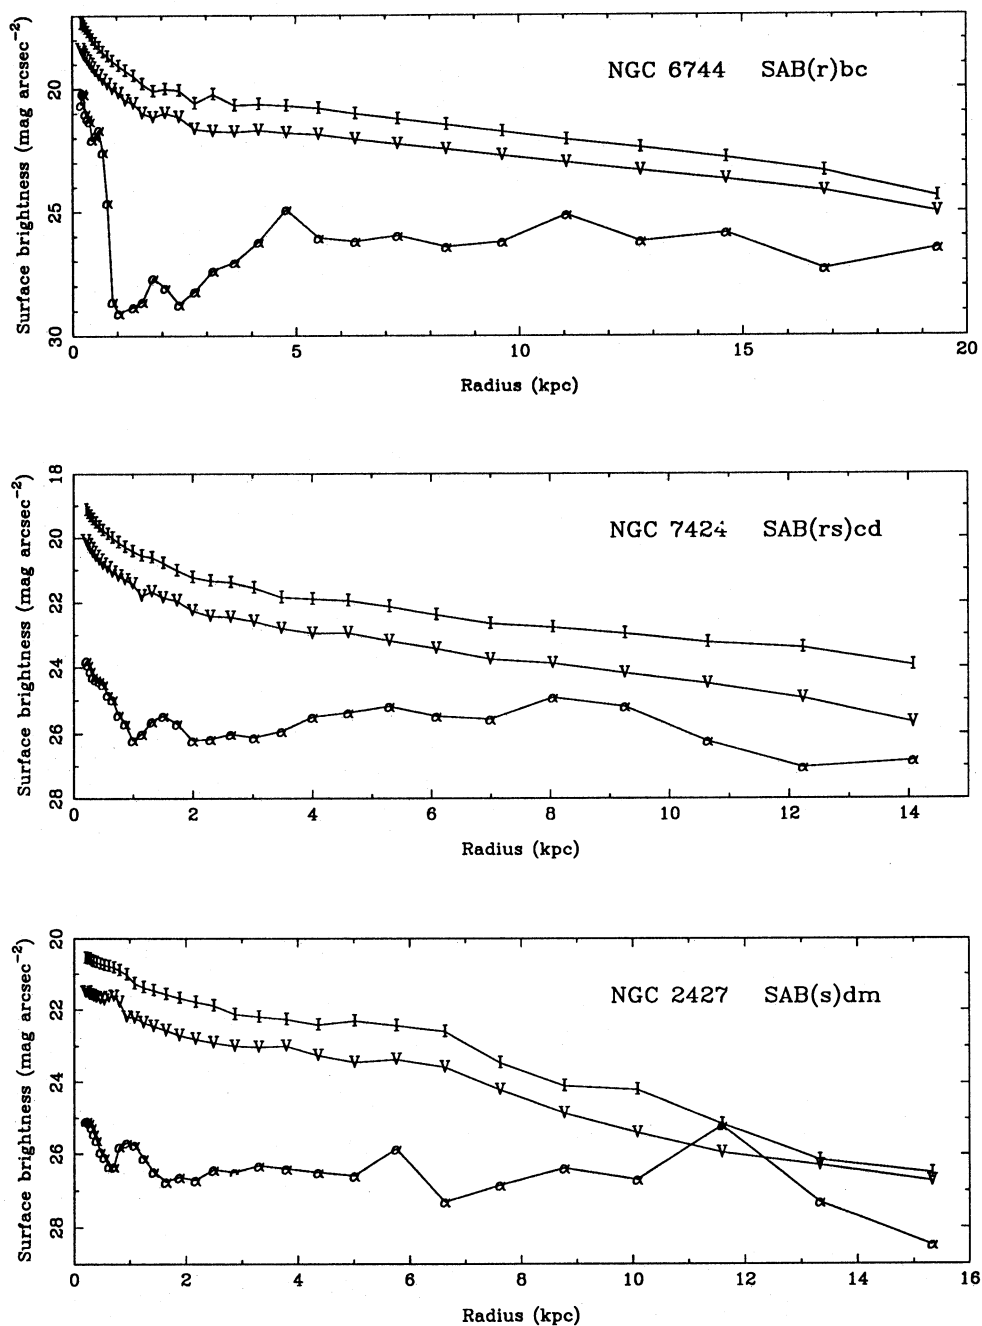 NGC 6744 SAB(r)bc
Surface brightness (mag arcsec⁻²)
20
25
30
0 5 10 15 20
Radius (kpc)
NGC 7424 SAB(rs)cd
Surface brightness (mag arcsec⁻²)
18
20
22
24
26
28
0 2 4 6 8 10 12 14
Radius (kpc)
NGC 2427 SAB(s)dm
Surface brightness (mag arcsec⁻²)
20
22
24
26
28
0 2 4 6 8 10 12 14 16
Radius (kpc)